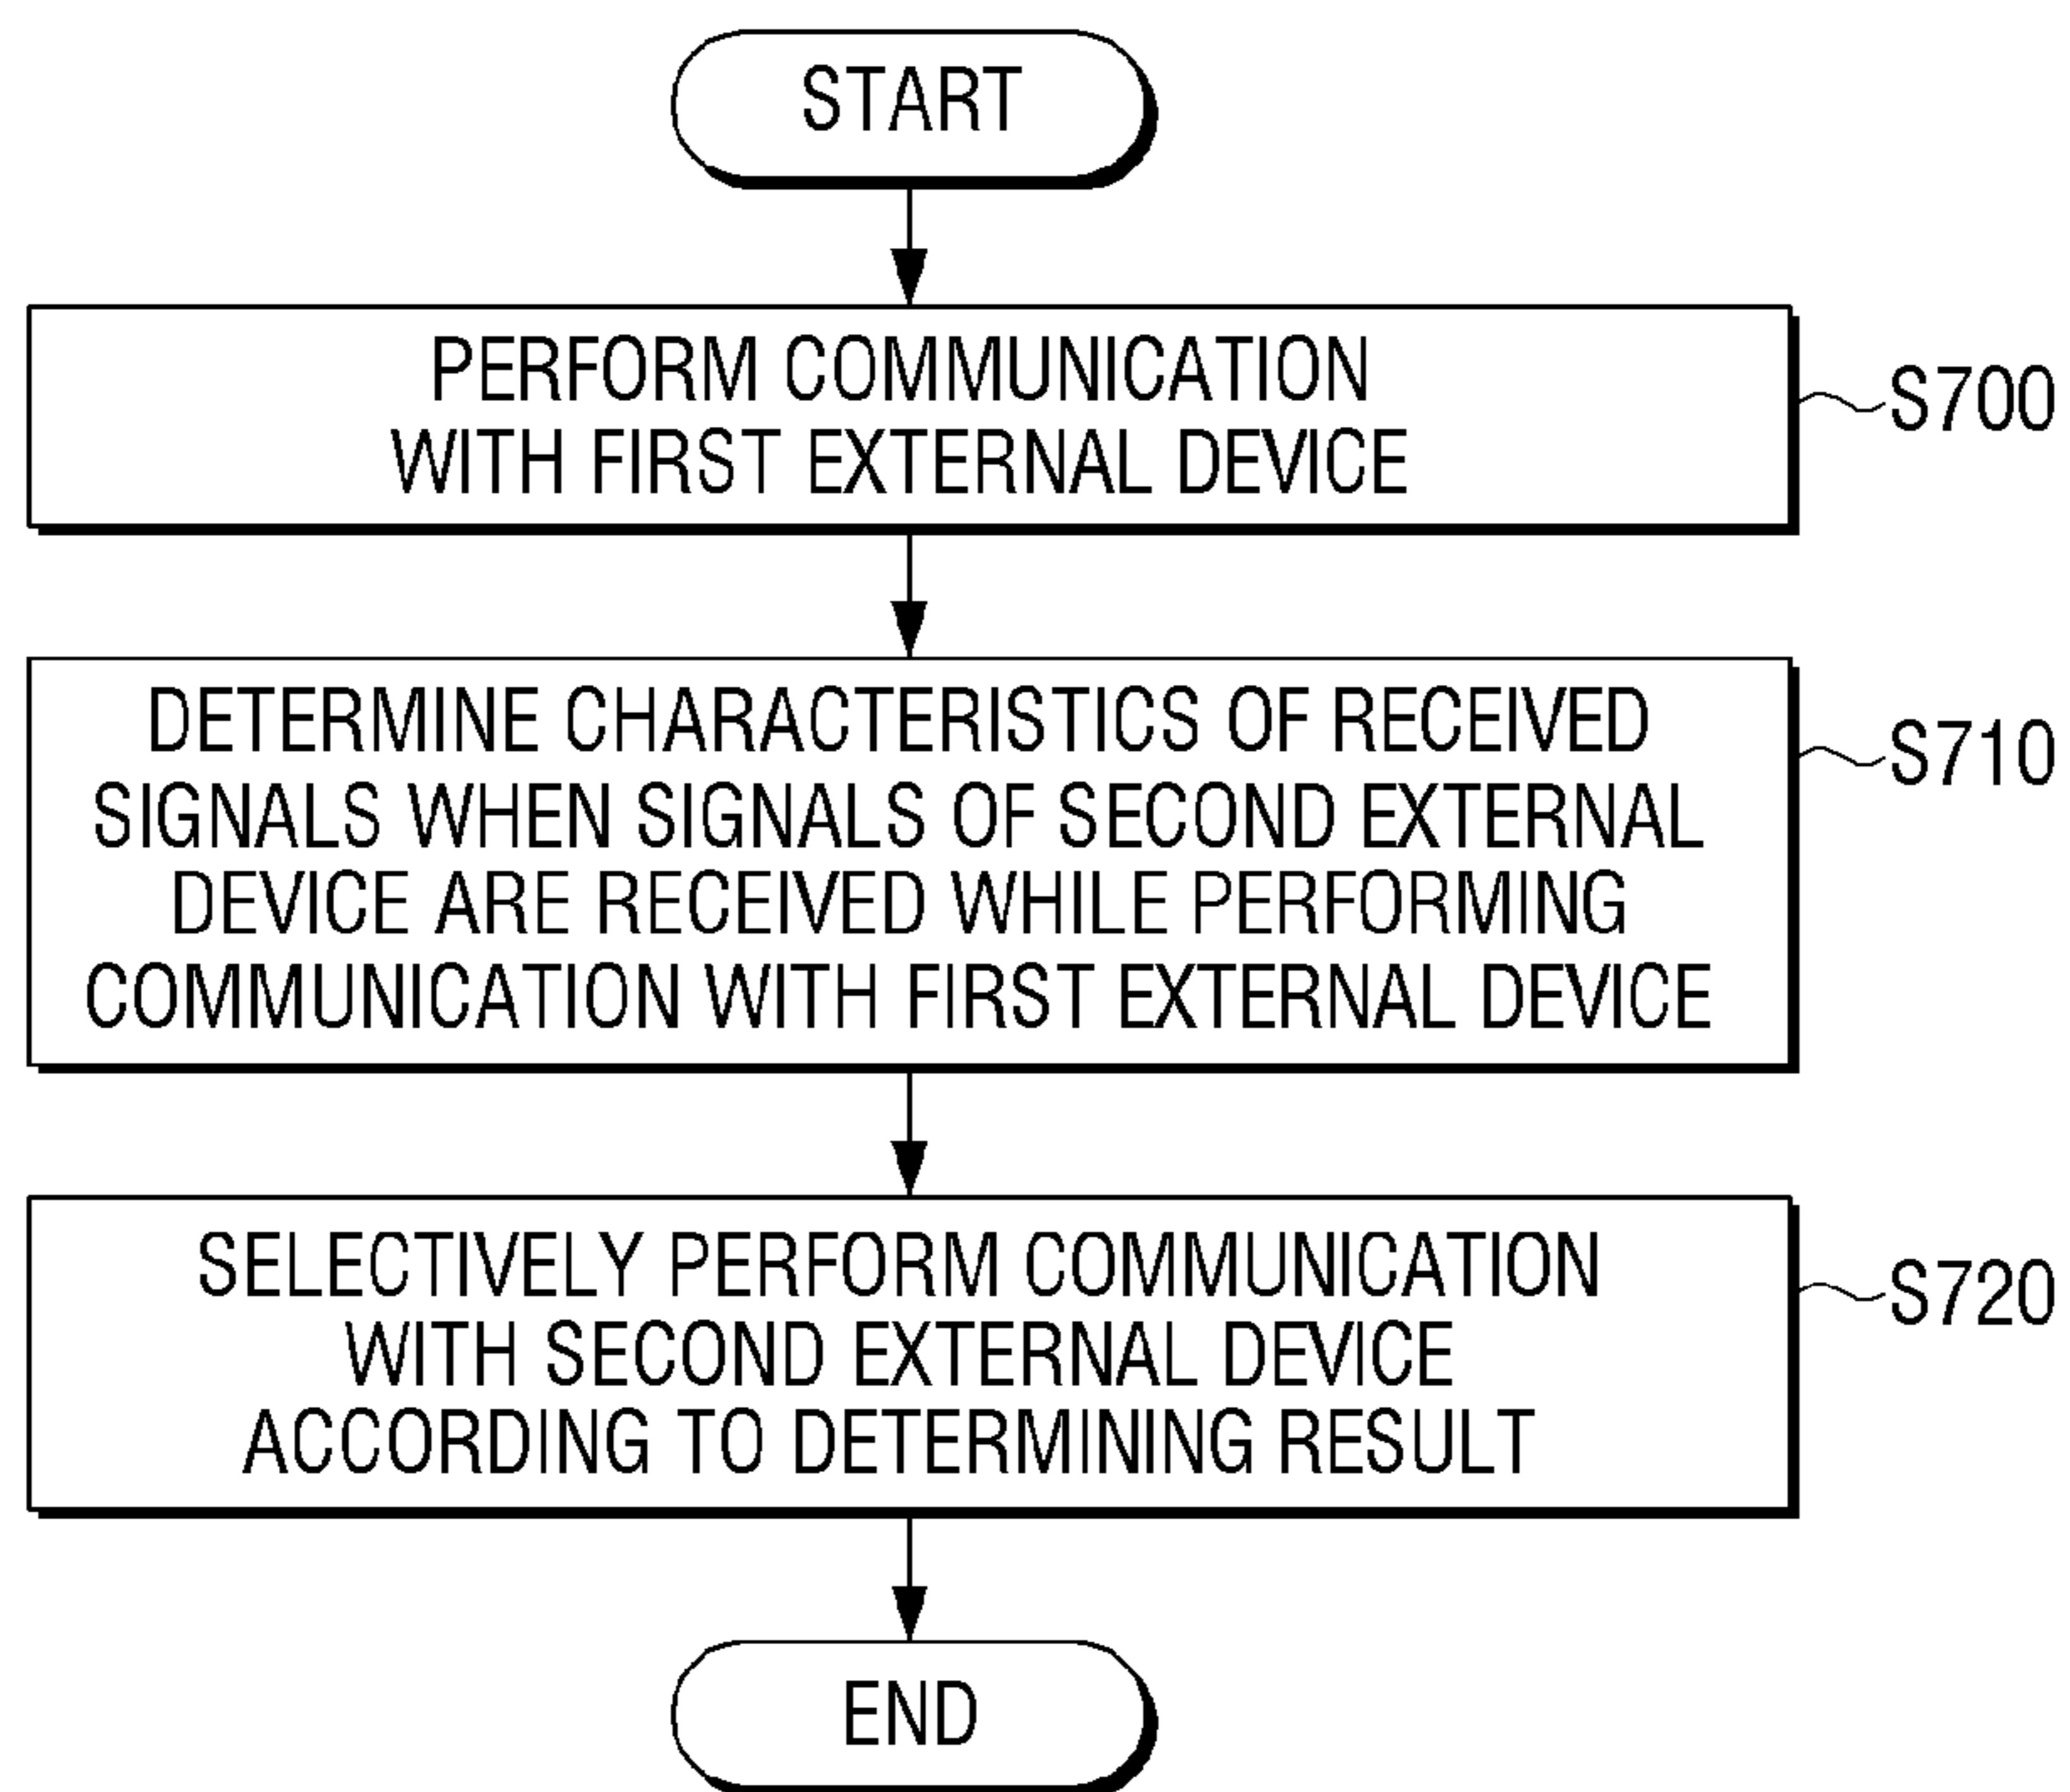 START
PERFORM COMMUNICATION
WITH FIRST EXTERNAL DEVICE
S700
DETERMINE CHARACTERISTICS OF RECEIVED
SIGNALS WHEN SIGNALS OF SECOND EXTERNAL
DEVICE ARE RECEIVED WHILE PERFORMING
COMMUNICATION WITH FIRST EXTERNAL DEVICE
S710
SELECTIVELY PERFORM COMMUNICATION
WITH SECOND EXTERNAL DEVICE
ACCORDING TO DETERMINING RESULT
S720
END